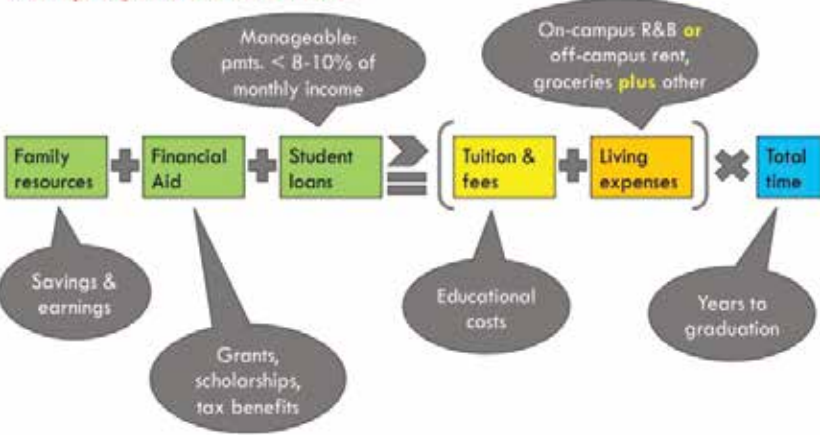 Manageable:
pmts. < 8-10% of
monthly income
On-campus R&B or
off-campus rent,
groceries plus other
Family
resources
+
Financial
Aid
+
Student
loans
≥
(
Tuition &
fees
+
Living
expenses
)
×
Total
time
Savings &
earnings
Grants,
scholarships,
tax benefits
Educational
costs
Years to
graduation